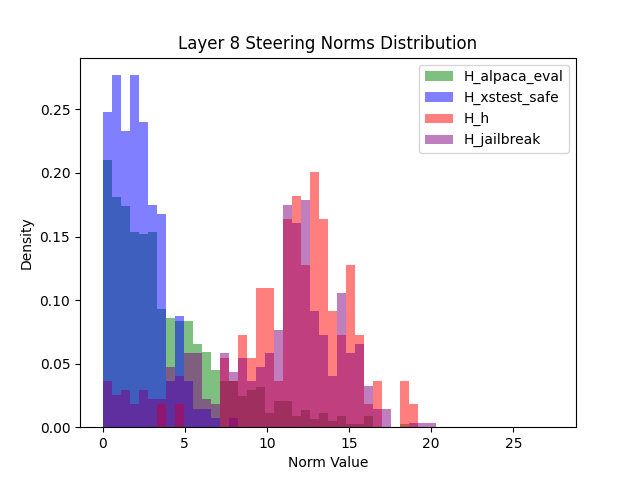 Layer 8 Steering Norms Distribution
H_alpaca_eval
H_xstest_safe
H_h
H_jailbreak
Density
0.25
0.20
0.15
0.10
0.05
0.00
0 5 10 15 20 25
Norm Value